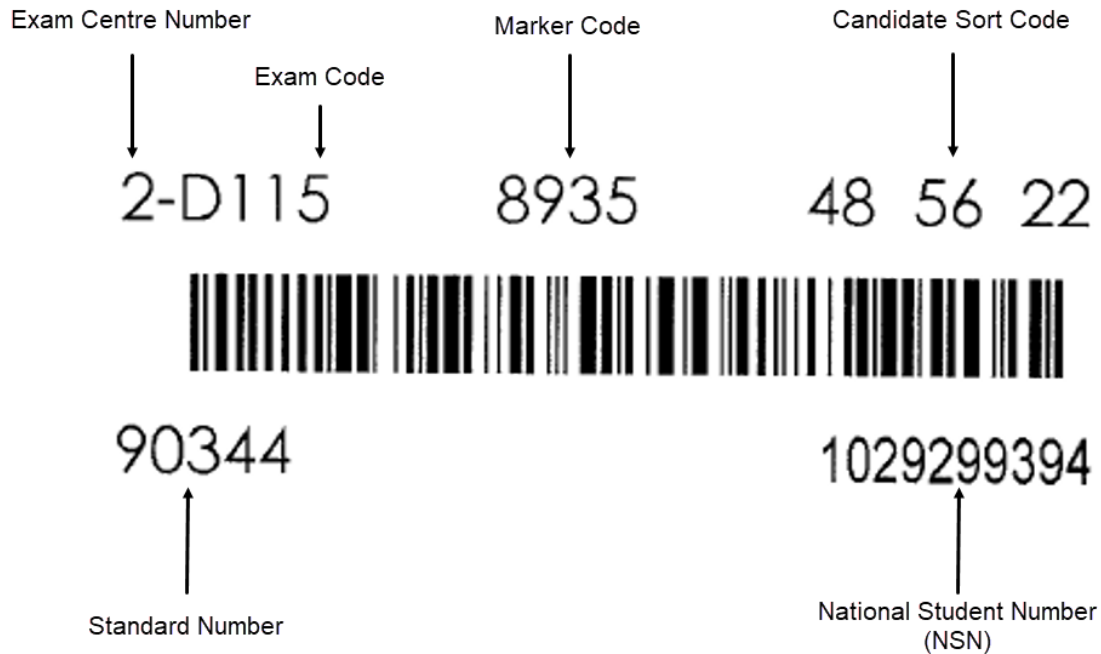 Exam Centre Number
Marker Code
Candidate Sort Code
Exam Code
2-D115 8935 48 56 22
90344 1029299394
Standard Number
National Student Number
(NSN)